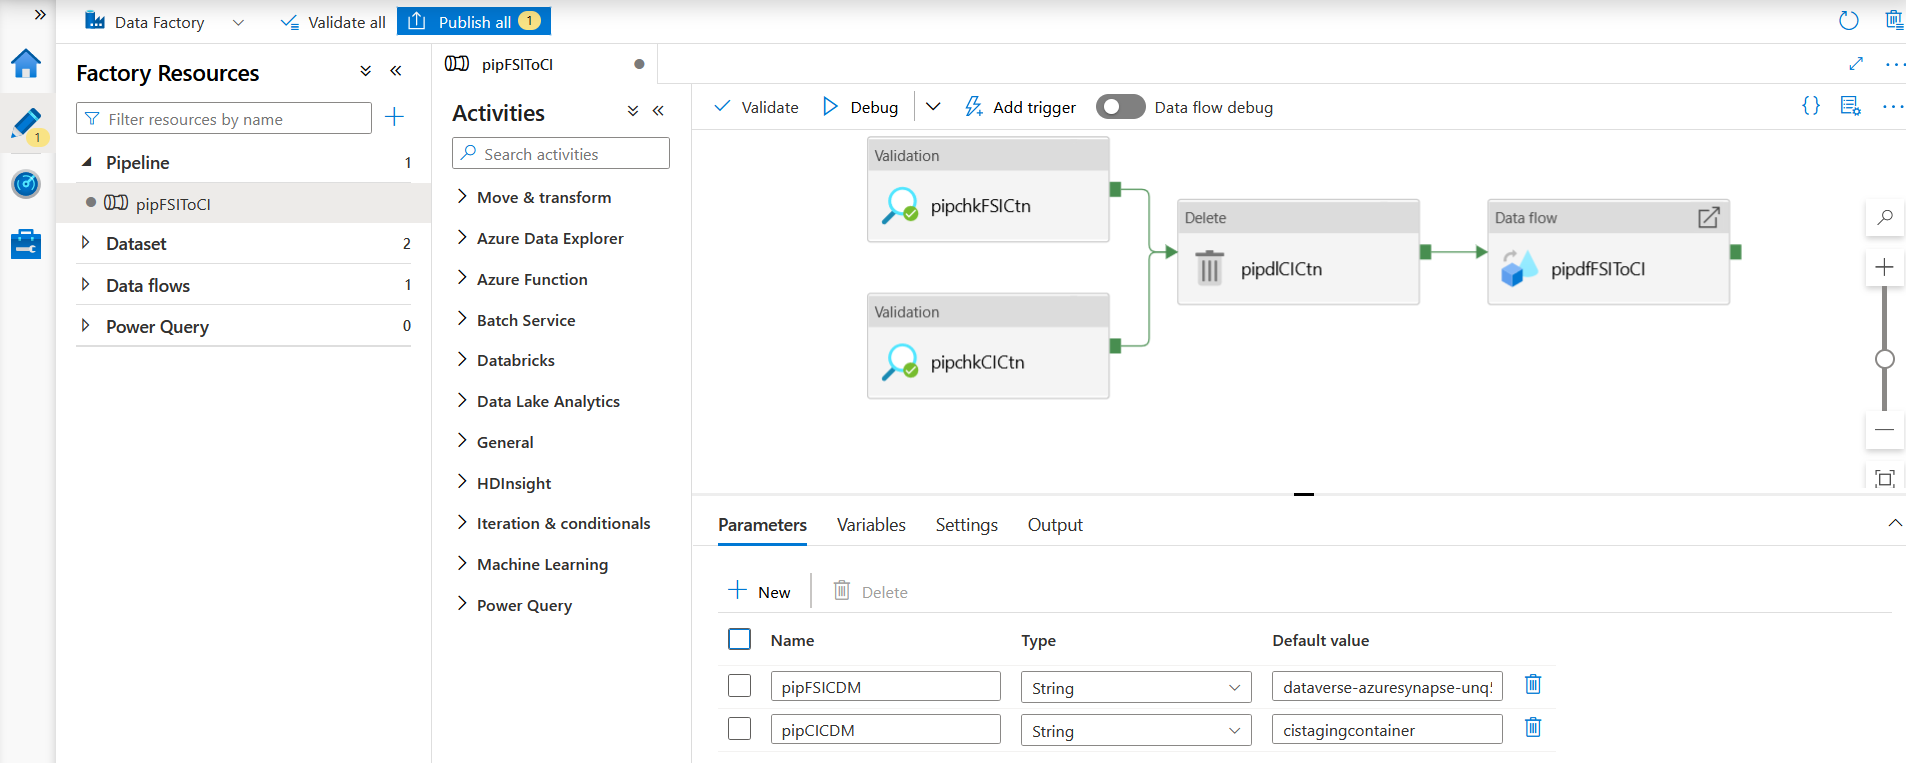 Data Factory
Validate all
Publish all 1
Factory Resources
Filter resources by name
1
Pipeline 1
pipFSIToCI
Dataset 2
Data flows 1
Power Query 0
pipFSIToCI
Activities
Search activities
Move & transform
Azure Data Explorer
Azure Function
Batch Service
Databricks
Data Lake Analytics
General
HDInsight
Iteration & conditionals
Machine Learning
Power Query
Validate Debug Add trigger Data flow debug
{}
Validation
pipchkFSICtn
Validation
pipchkCICtn
Delete
pipdlCICtn
Data flow
pipdfFSIToCI
Parameters Variables Settings Output
New Delete
Name Type Default value
pipFSICDM String dataverse-azuresynapse-unq
pipCICDM String cistagingcontainer